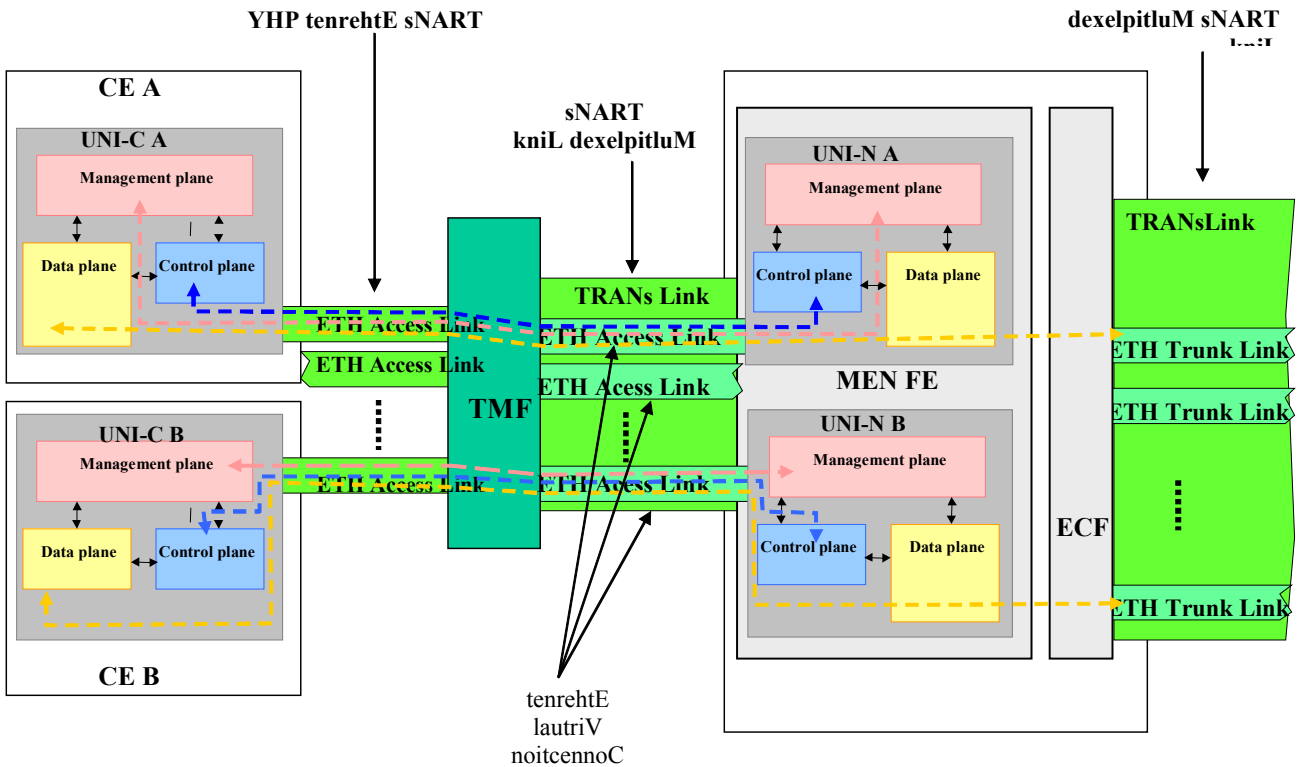 YHP tenrehtE sNART
dexelpitluM sNART
kniL
CE A
UNI-C A
Management plane
Data plane
Control plane
sNART
kniL dexelpitluM
UNI-N A
Management plane
Control plane
Data plane
TRANsLink
TRANs Link
ETH Access Link
ETH Access Link
ETH Access Link
ETH Acess Link
TMF
MEN FE
ETH Trunk Link
ETH Trunk Link
UNI-C B
Management plane
Data plane
Control plane
ETH Access Link
ETH Acess Link
UNI-N B
Management plane
Control plane
Data plane
ECF
ETH Trunk Link
CE B
tenrehtE
lautriV
noitcennoC